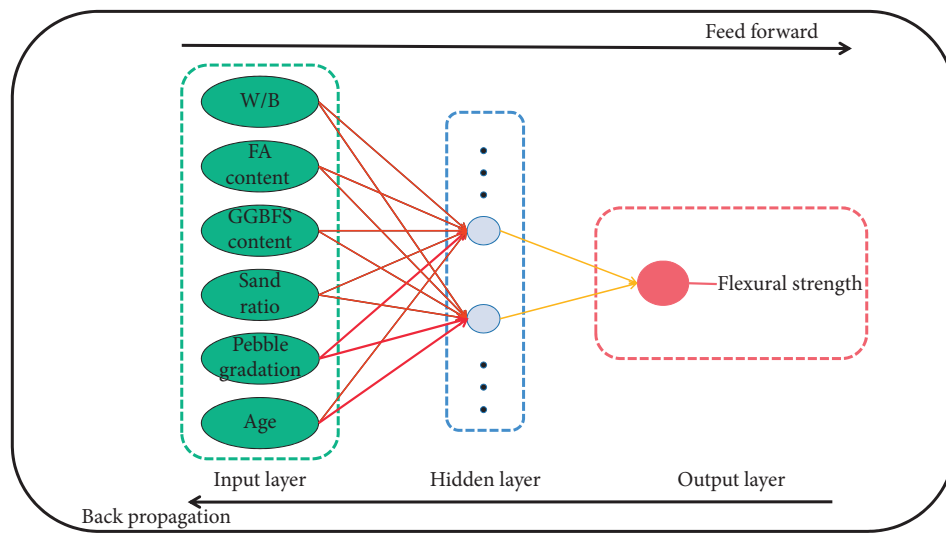 Feed forward
W/B
FA
content
GGBFS
content
Sand
ratio
Pebble
gradation
Age
Flexural strength
Input layer
Hidden layer
Output layer
Back propagation